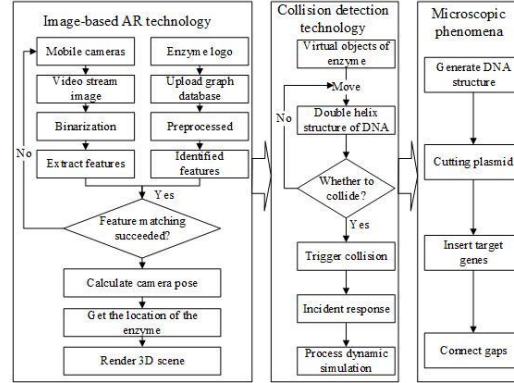 Image-based AR technology
Mobile cameras
Enzyme logo
Video stream
image
Upload graph
database
Binarization
Preprocessed
No
Extract features
Identified
features
Yes
Feature matching
succeeded?
Calculate camera pose
Get the location of the
enzyme
Render 3D scene
Collision detection
technology
Virtual objects of
enzyme
Move
No
Double helix
structure of DNA
Whether to
collide?
Yes
Trigger collision
Incident response
Process dynamic
simulation
Microscopic
phenomena
Generate DNA
structure
Cutting plasmid
Insert target
genes
Connect gaps